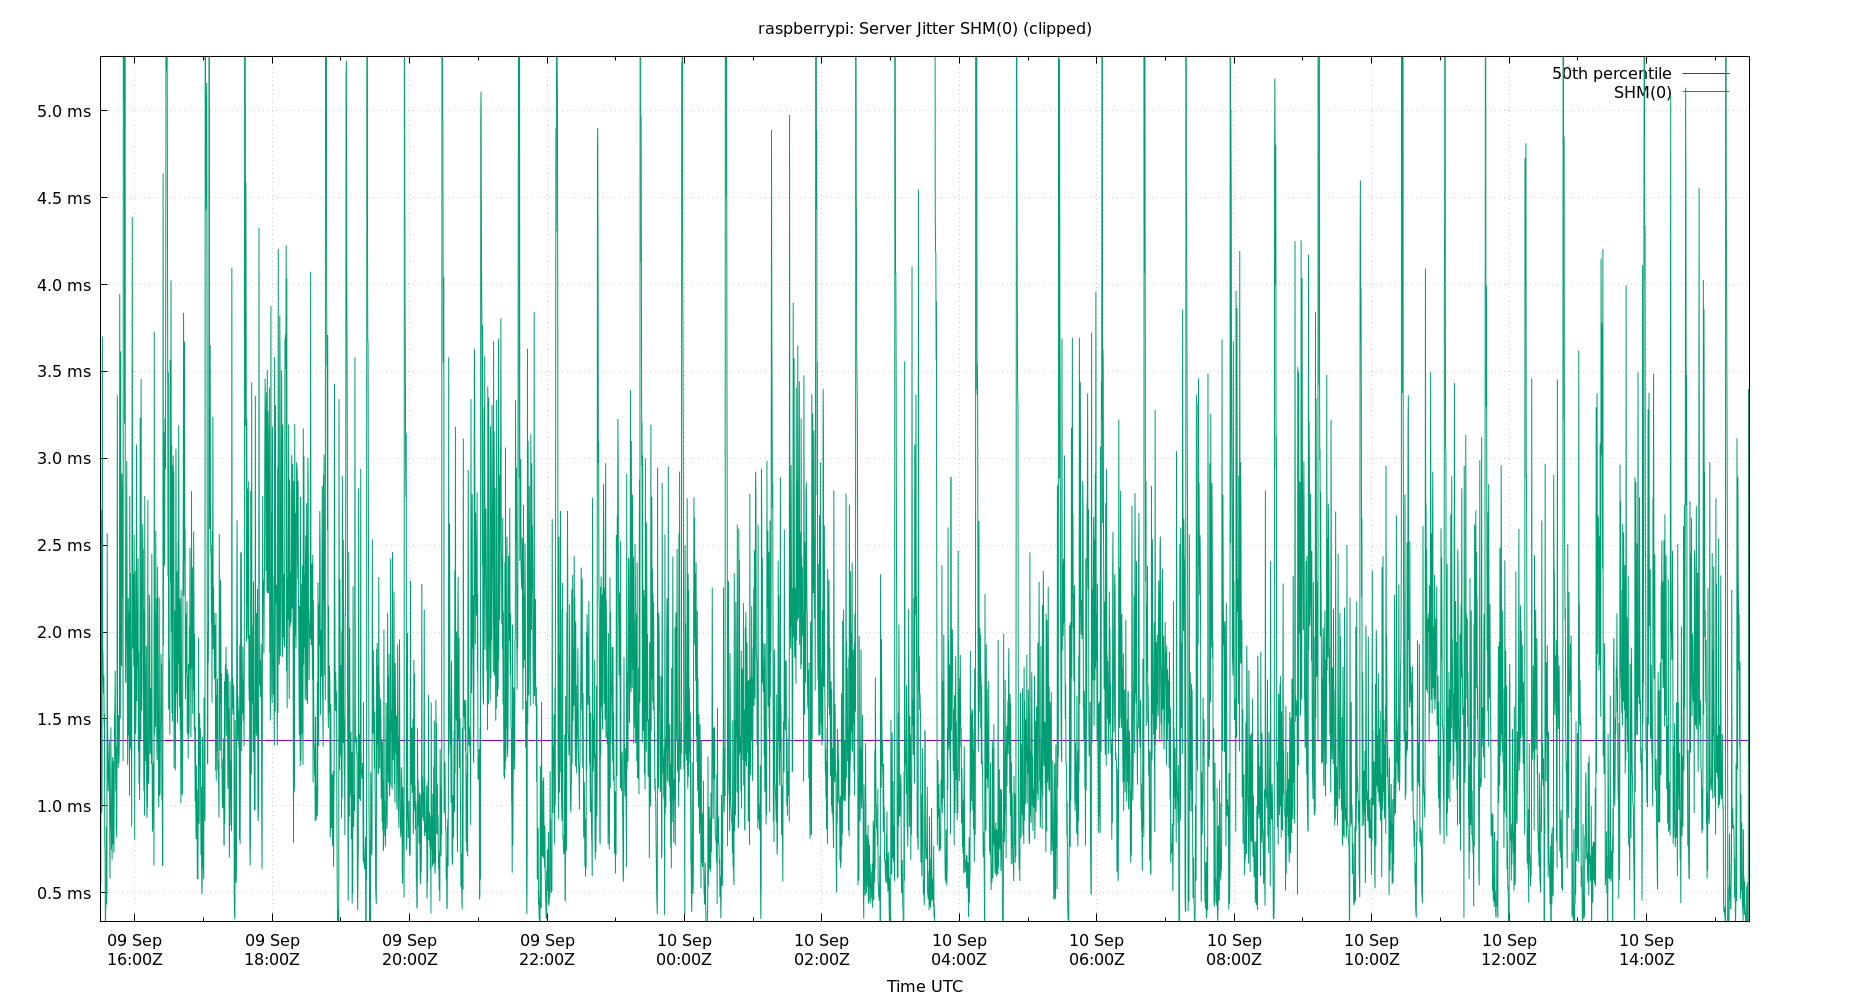 raspberrypi: Server Jitter SHM(0) (clipped)
50th percentile
SHM(0)
5.0 ms
4.5 ms
4.0 ms
3.5 ms
3.0 ms
2.5 ms
2.0 ms
1.5 ms
1.0 ms
0.5 ms
09 Sep 09 Sep 09 Sep 09 Sep 10 Sep 10 Sep 10 Sep 10 Sep 10 Sep 10 Sep 10 Sep 10 Sep
16:00Z 18:00Z 20:00Z 22:00Z 00:00Z 02:00Z 04:00Z 06:00Z 08:00Z 10:00Z 12:00Z 14:00Z
Time UTC